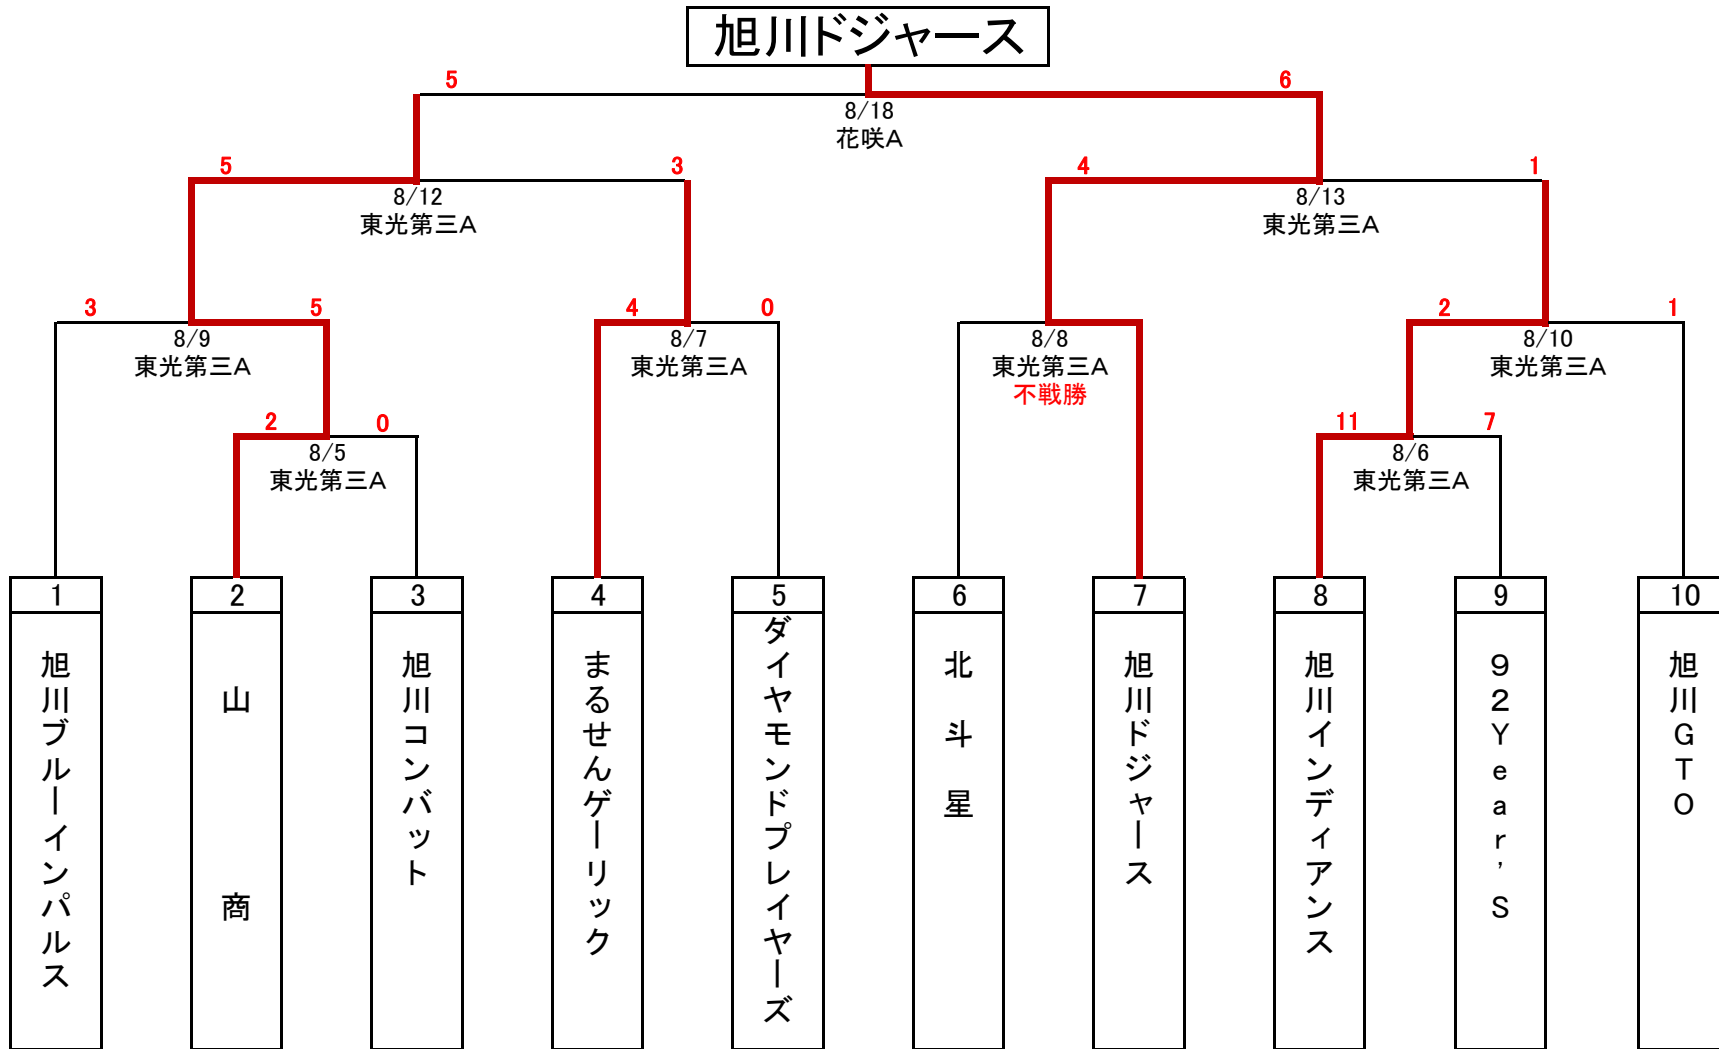 旭川ドジャース
5 6
8/18
花咲A
5 3 4 1
8/12 8/13
東光第三A 東光第三A
3 5 4 0 2 1
8/9 8/7 8/8 8/10
東光第三A 東光第三A 東光第三A 東光第三A
不戦勝
2 0 11 7
8/5 8/6
東光第三A 東光第三A
1 2 3 4 5 6 7 8 9 10
旭川ブルーインパルス
山商
旭川コンバット
まるせんゲーリック
ダイヤモンドプレイヤーズ
北斗星
旭川ドジャース
旭川インディアンス
92Year'S
旭川GTO